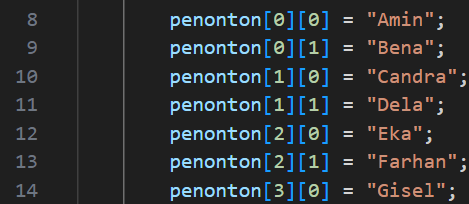 8 penonton[0][0] = "Amin";
9 penonton[0][1] = "Bena";
10 penonton[1][0] = "Candra";
11 penonton[1][1] = "Dela";
12 penonton[2][0] = "Eka";
13 penonton[2][1] = "Farhan";
14 penonton[3][0] = "Gisel";